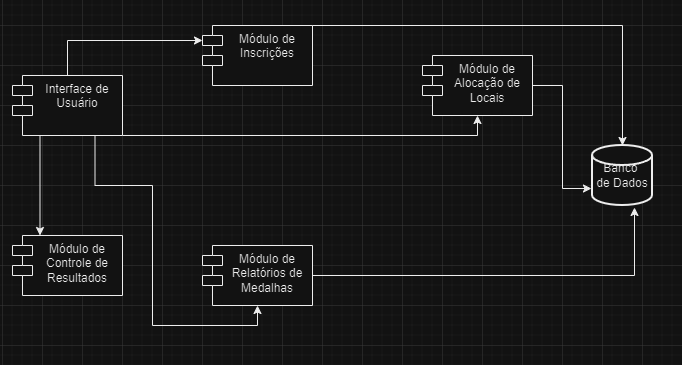 Módulo de
Inscrições
Interface de
Usuário
Módulo de
Alocação de
Locais
Banco
de Dados
Módulo de
Controle de
Resultados
Módulo de
Relatórios de
Medalhas